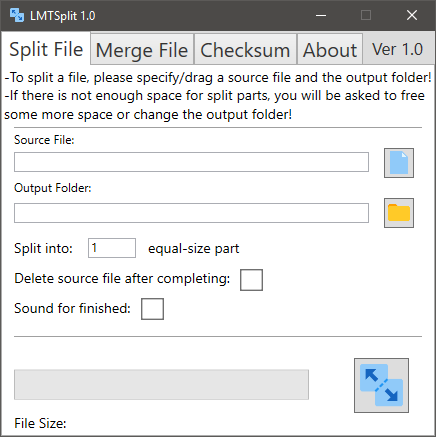 LMTSplit 1.0
Split File Merge File Checksum About Ver 1.0
-To split a file, please specify/drag a source file and the output folder!
-If there is not enough space for split parts, you will be asked to free
some more space or change the output folder!
Source File:
Output Folder:
Split into: 1 equal-size part
Delete source file after completing:
Sound for finished:
File Size: